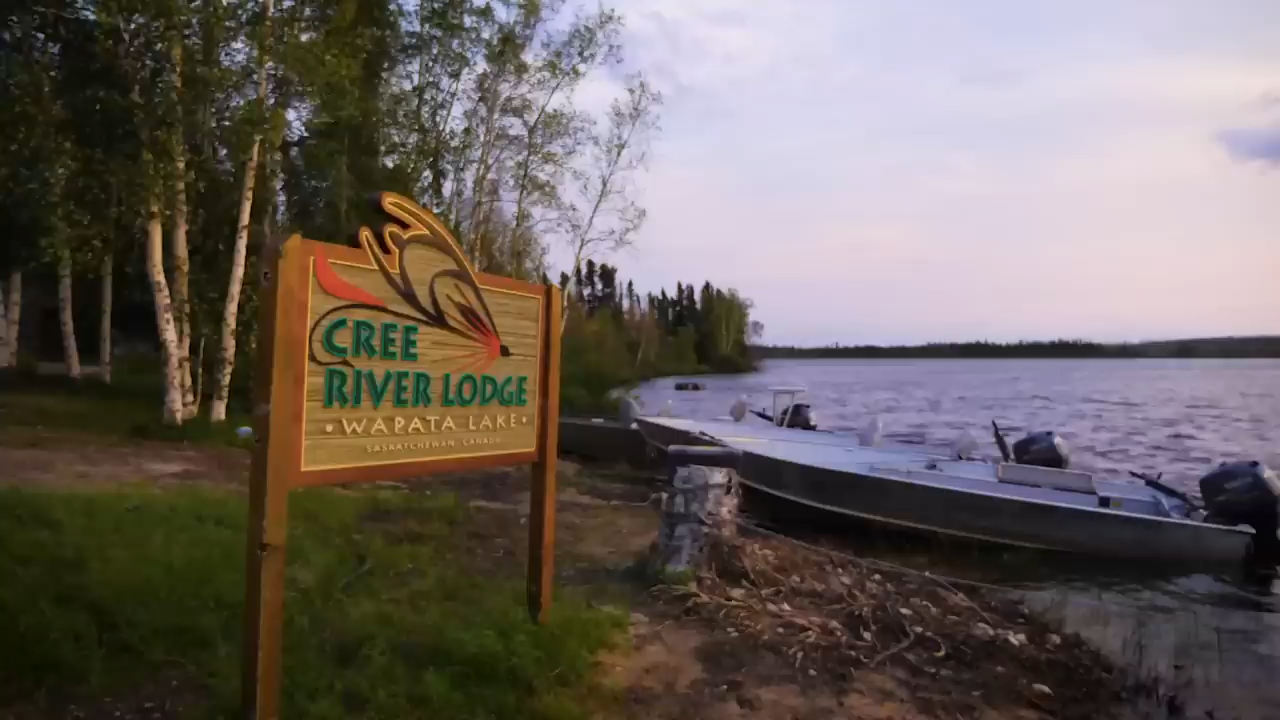 CREE
RIVER LODGE
• WAPATA LAKE •
SASKATCHEWAN, CANADA